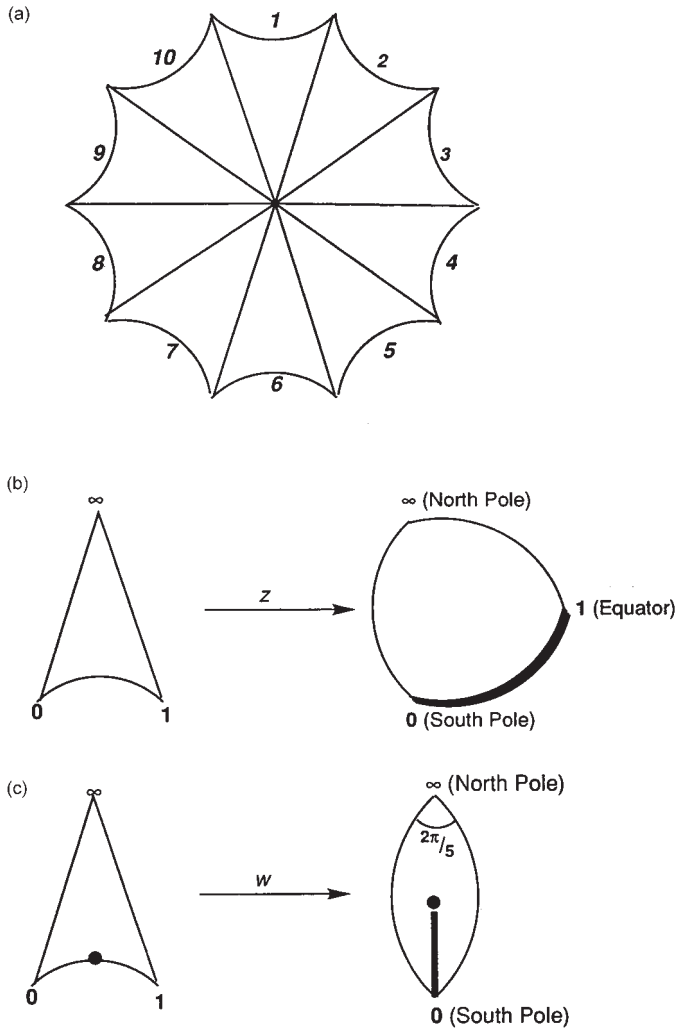 (a)
1
10
2
9
3
8
4
7
5
6
(b)
∞
∞ (North Pole)
z
1 (Equator)
0
1
0 (South Pole)
(c)
∞
∞ (North Pole)
2π/5
w
0
1
0 (South Pole)